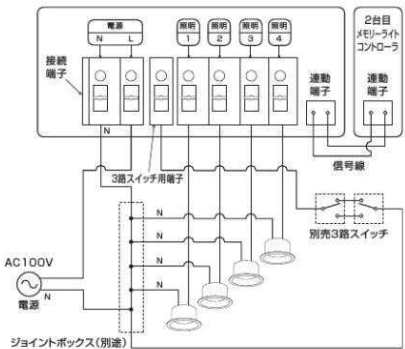 電源
N L
照明
1
照明
2
照明
3
照明
4
2台目
メモリーライト
コントローラ
接続
端子
連動
端子
連動
端子
N
3路スイッチ用端子
信号線
N
N
N
N
別売3路スイッチ
AC100V
電源
N
ジョイントボックス(別途)